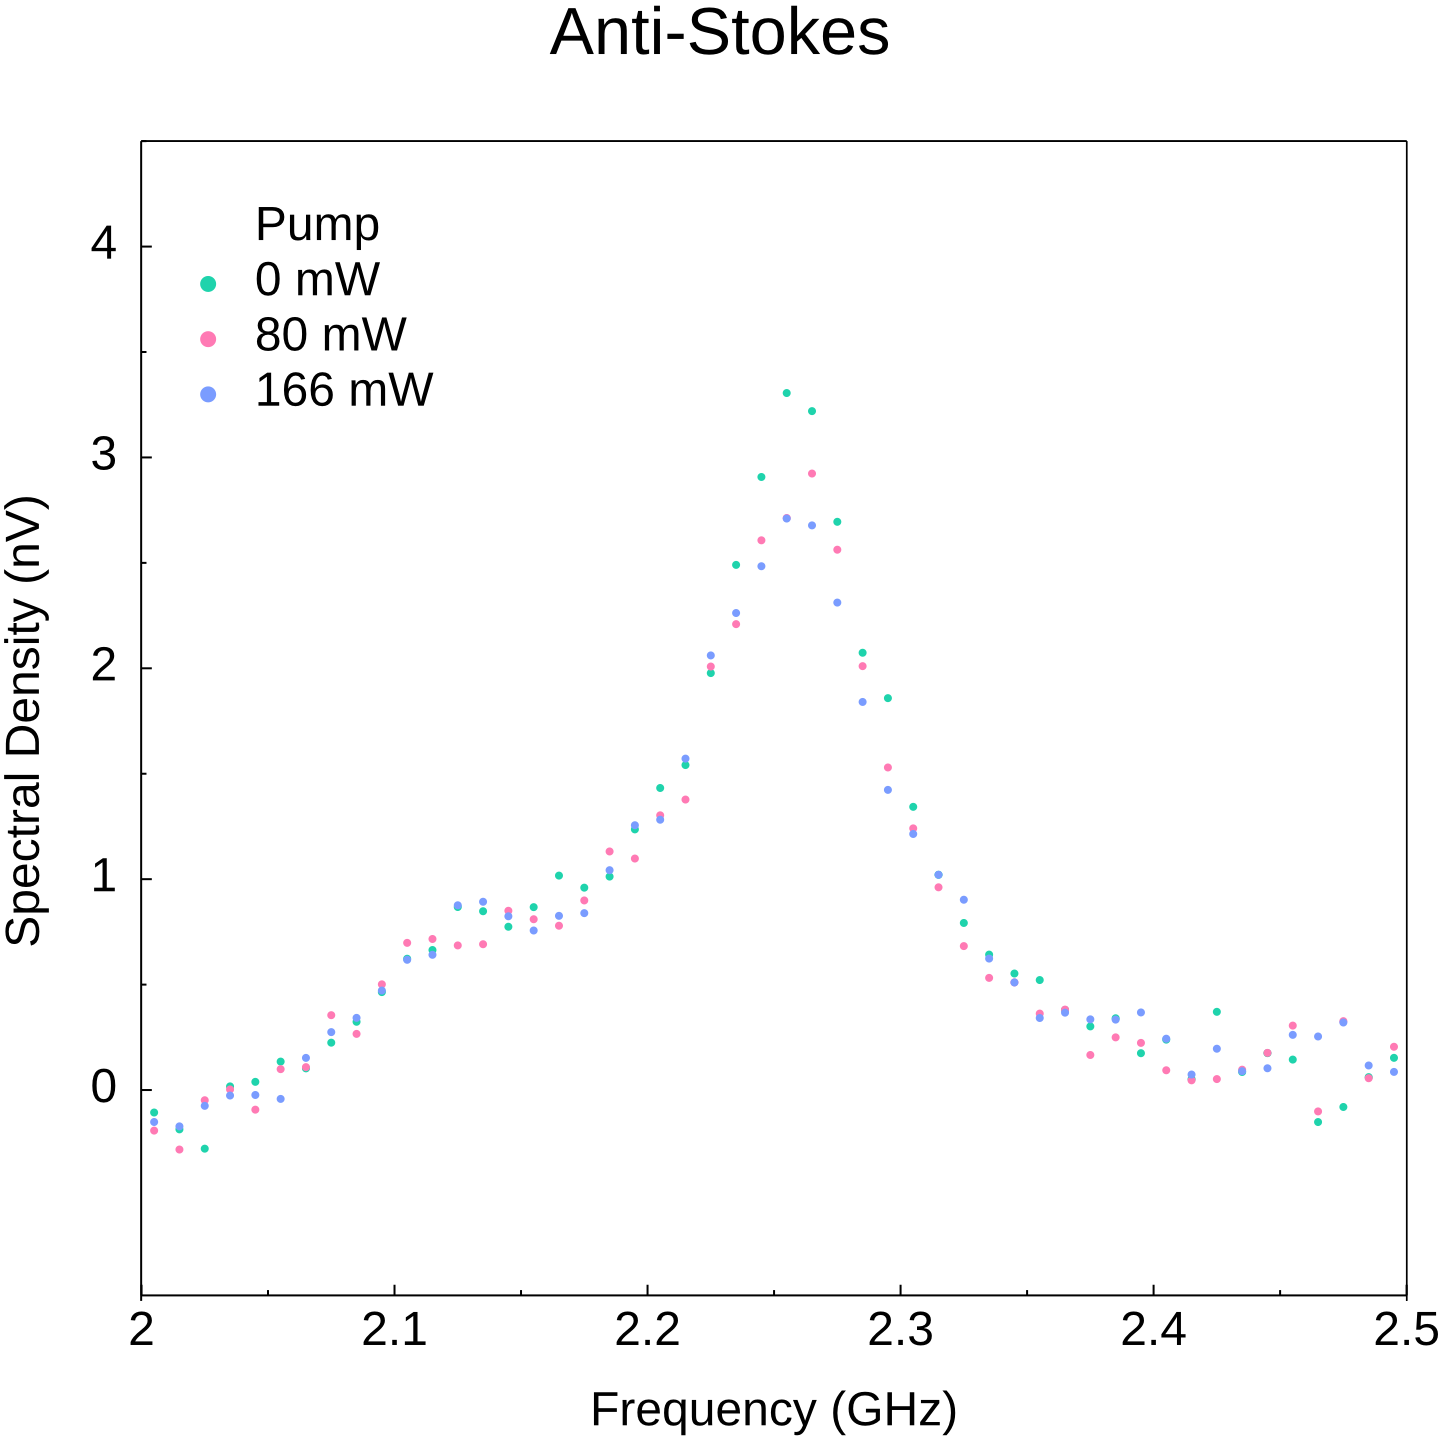 Anti-Stokes
Pump
0 mW
80 mW
166 mW
4
3
2
1
0
Spectral Density (nV)
2 2.1 2.2 2.3 2.4 2.5
Frequency (GHz)